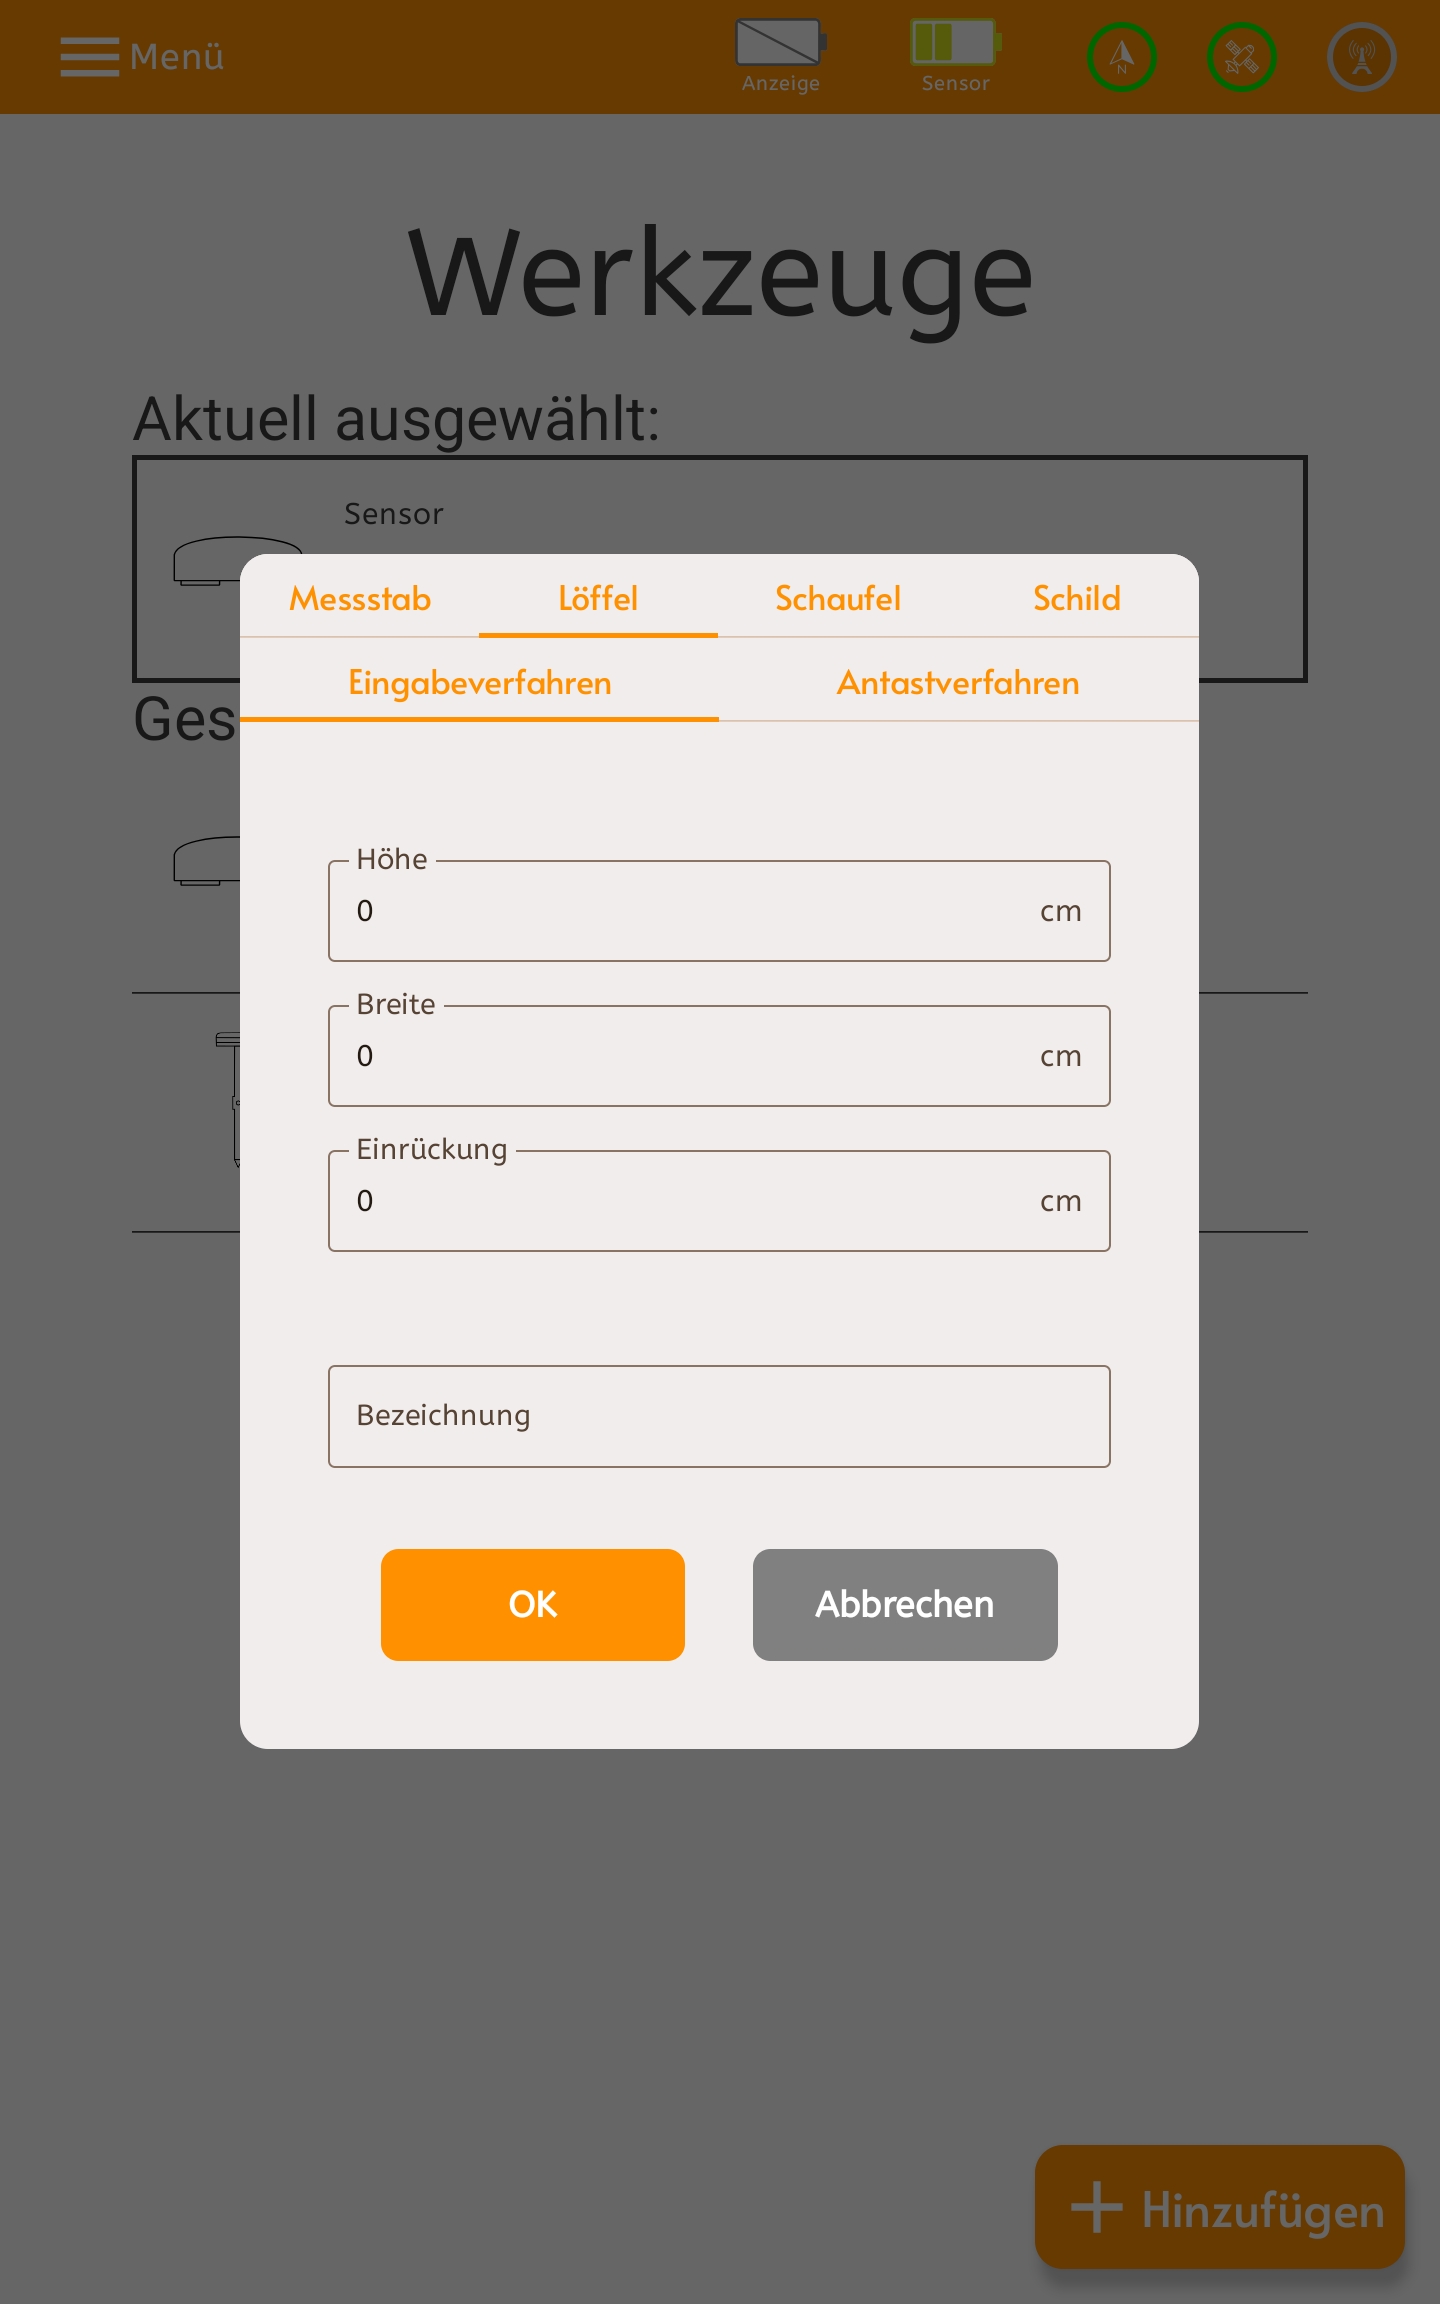 Menü
Anzeige
Sensor
N
Werkzeuge
Aktuell ausgewählt:
Sensor
Messstab Löffel Schaufel Schild
Eingabeverfahren Antastverfahren
Ges
Höhe
0 cm
Breite
0 cm
Einrückung
0 cm
Bezeichnung
OK Abbrechen
Hinzufügen